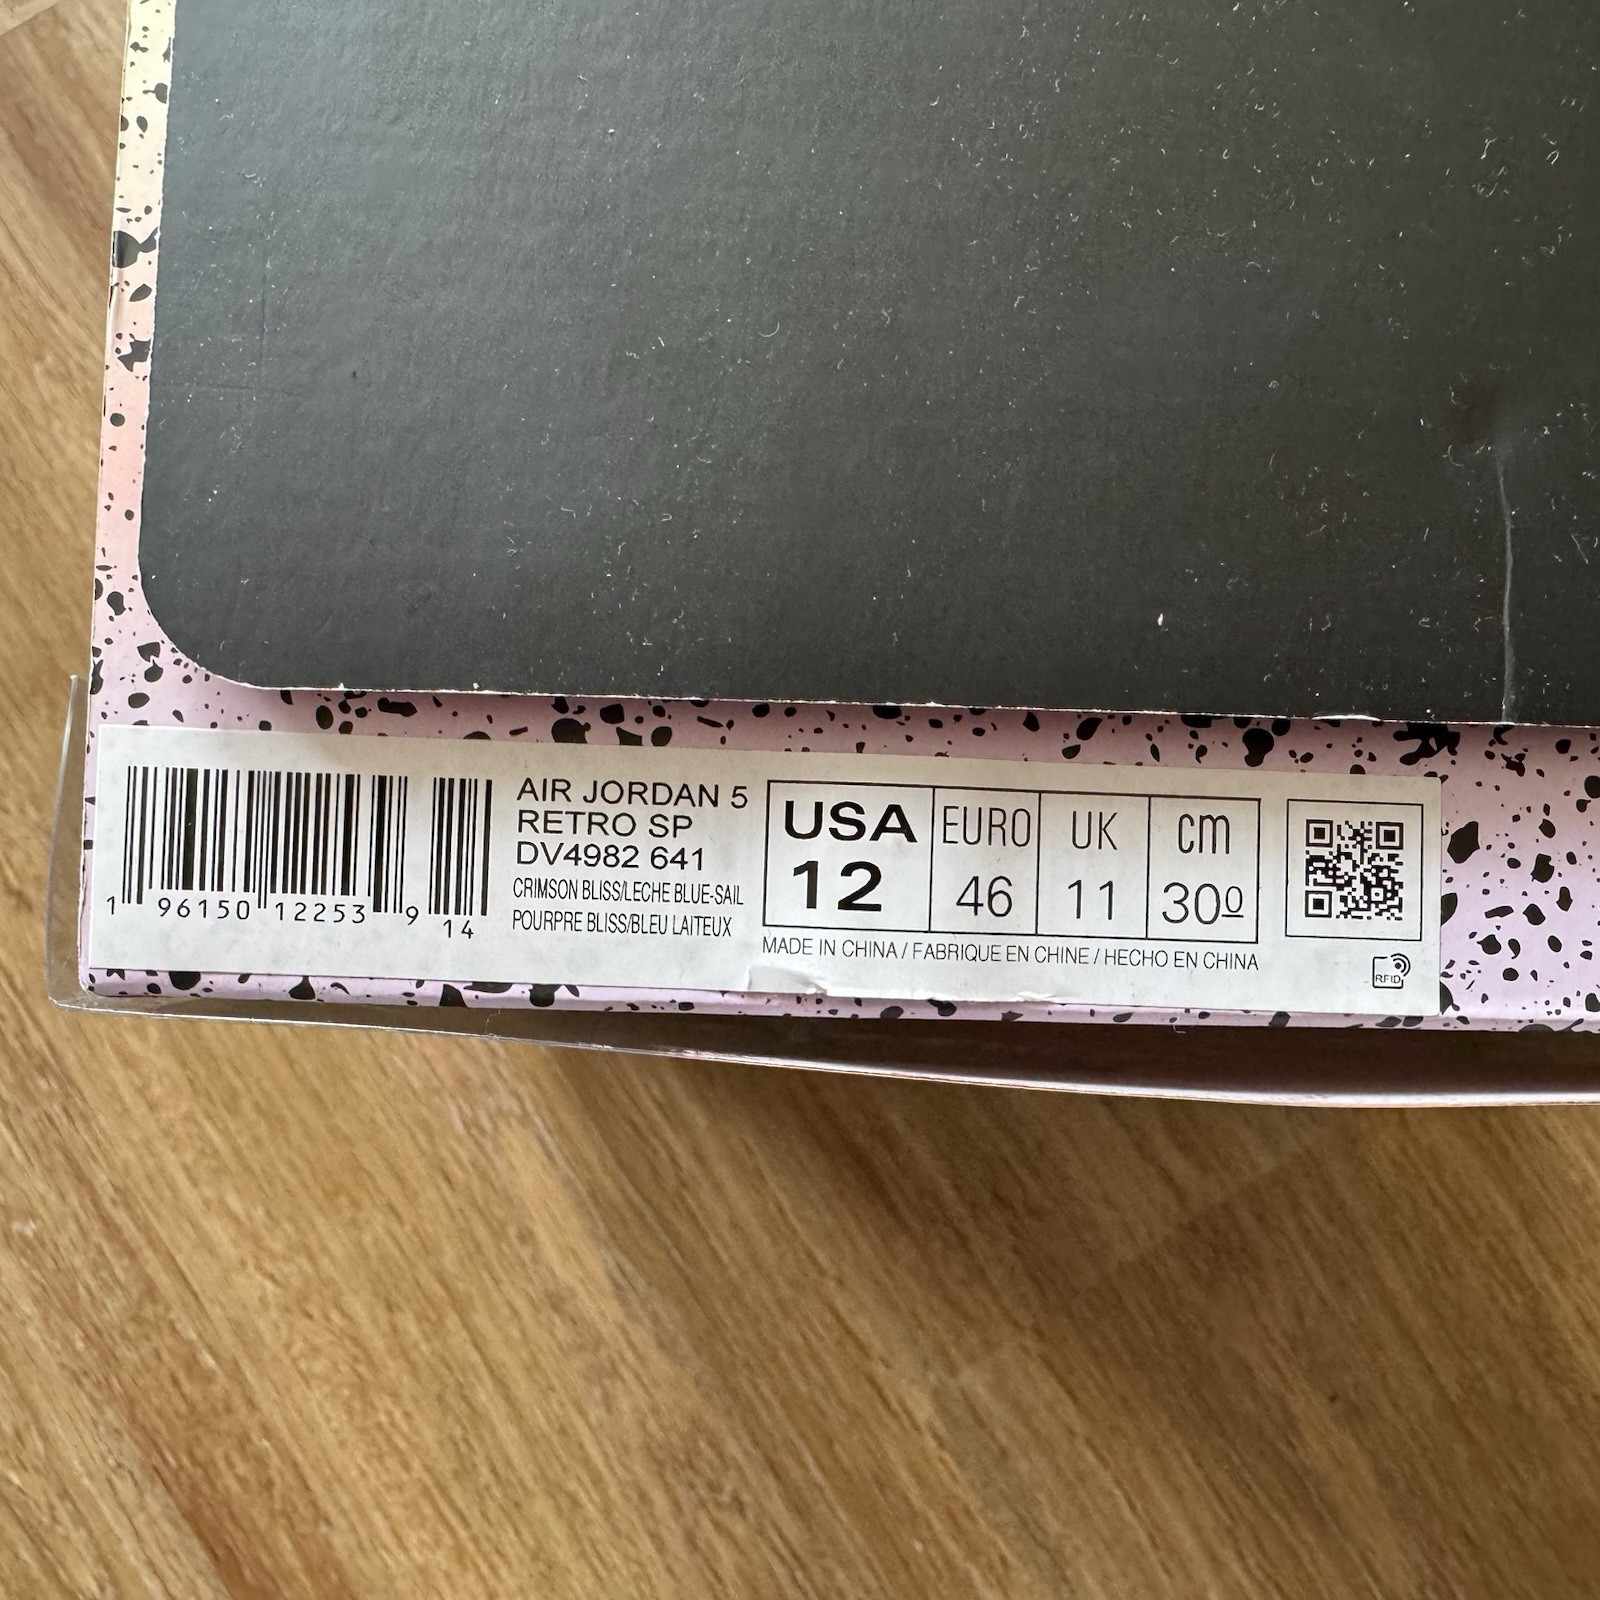 AIR JORDAN 5
RETRO SP
DV4982 641
CRIMSON BLISS/LECHE BLUE-SAIL
POURPRE BLISS/BLEU LAITEUX
1 96150 12253 9 14
USA EURO UK cm
12 46 11 30º
MADE IN CHINA / FABRIQUE EN CHINE / HECHO EN CHINA
RFID